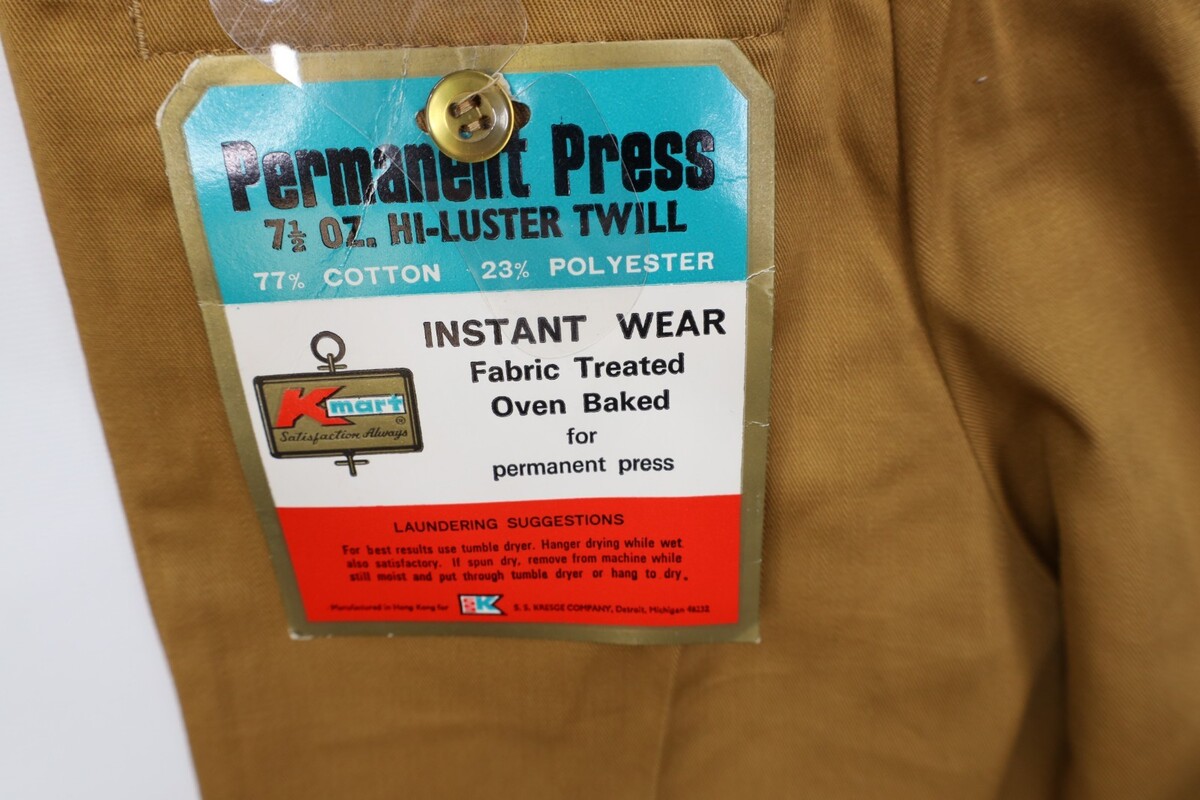 Permanent Press
7½ OZ. HI-LUSTER TWILL
77% COTTON 23% POLYESTER
INSTANT WEAR
Fabric Treated
Oven Baked
for
permanent press
Kmart ®
Satisfaction Always
LAUNDERING SUGGESTIONS
For best results use tumble dryer. Hanger drying while wet
also satisfactory. If spun dry, remove from machine while
still moist and put through tumble dryer or hang to dry.
Manufactured in Hong Kong for SSK S. S. KRESGE COMPANY, Detroit, Michigan 48232